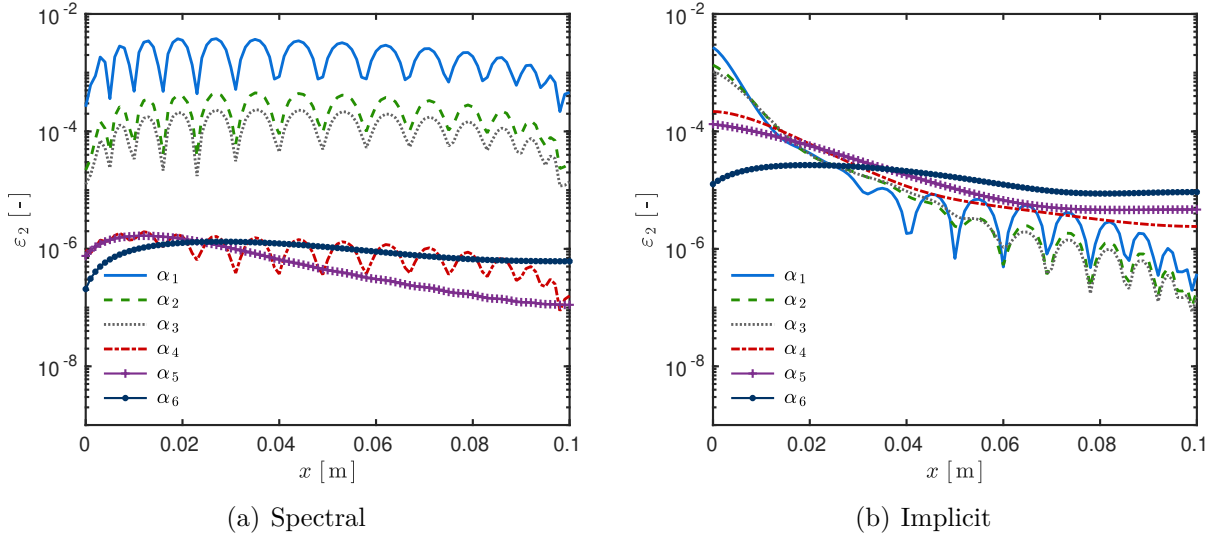 10^-2
10^-4
10^-6
10^-8
ε_2 [ - ]
α_1
α_2
α_3
α_4
α_5
α_6
0 0.02 0.04 0.06 0.08 0.1
x [ m ]
(a) Spectral
10^-2
10^-4
10^-6
10^-8
ε_2 [ - ]
α_1
α_2
α_3
α_4
α_5
α_6
0 0.02 0.04 0.06 0.08 0.1
x [ m ]
(b) Implicit